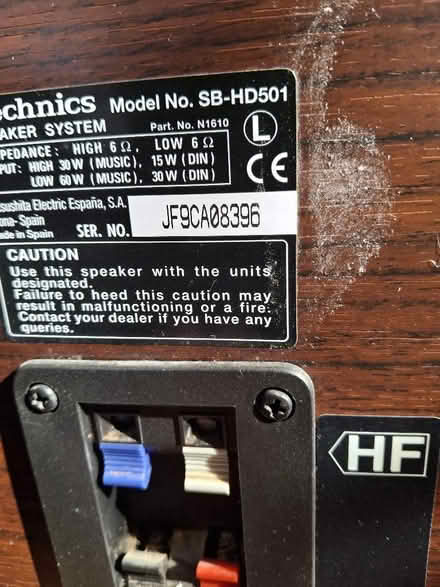 echnics Model No. SB-HD501
AKER SYSTEM Part. No. N1610 L
PEDANCE : HIGH 6 Ω, LOW 6 Ω
PUT: HIGH 30W (MUSIC), 15W (DIN)
LOW 60W (MUSIC), 30W (DIN)
CE
sushita Electric España, S.A.
ona- Spain
ade in Spain SER. NO. JF9CA08396
CAUTION
Use this speaker with the units
designated.
Failure to heed this caution may
result in malfunctioning or a fire.
Contact your dealer if you have any
queries.
HF